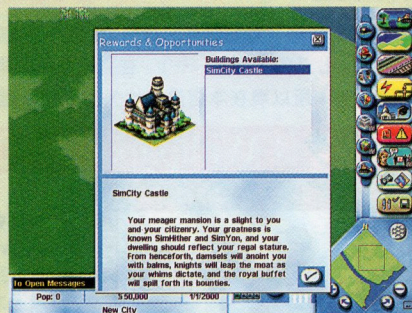 Rewards & Opportunities
Buildings Available:
SimCity Castle
SimCity Castle
Your meager mansion is a slight to you
and your citizenry. Your greatness is
known SimHither and SimYon, and your
dwelling should reflect your regal stature.
From henceforth, damsels will anoint you
with balms, knights will leap the moat as
your whims dictate, and the royal buffet
will spill forth its bounties.
To Open Messages
Pop: 0 $ 50,000 1/1/2000
New City